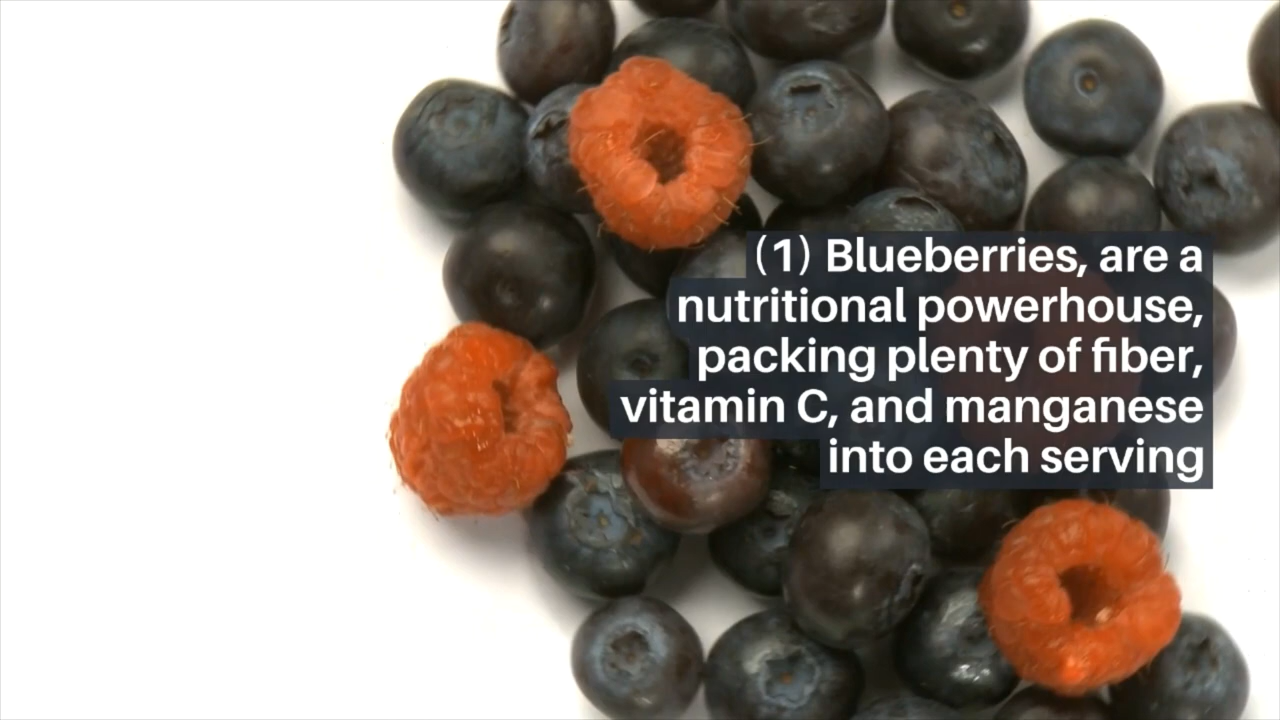 (1) Blueberries, are a
nutritional powerhouse,
packing plenty of fiber,
vitamin C, and manganese
into each serving